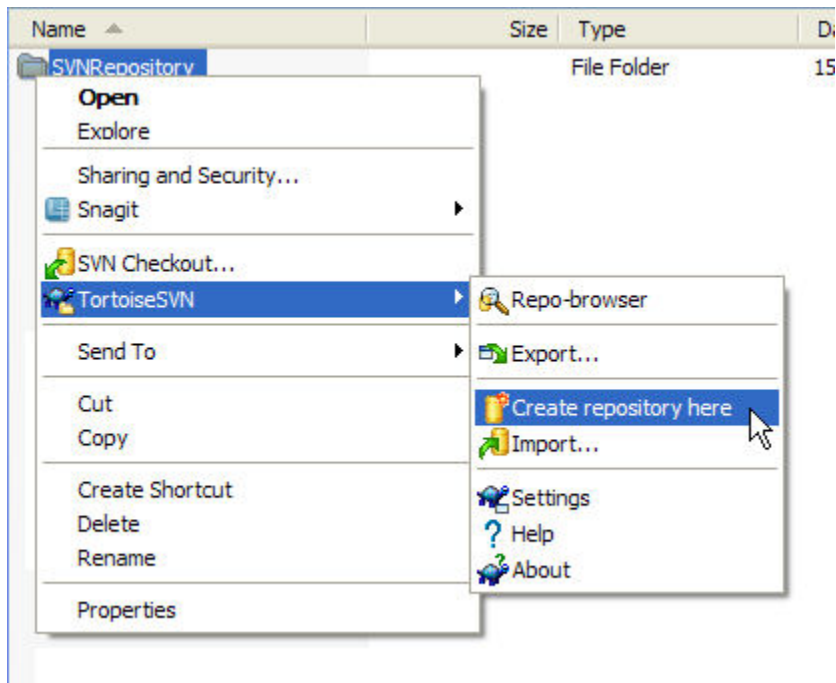 Name Size Type Da
SVNRepository File Folder 15
Open
Explore
Sharing and Security...
Snagit
SVN Checkout...
TortoiseSVN
Send To
Cut
Copy
Create Shortcut
Delete
Rename
Properties
Repo-browser
Export...
Create repository here
Import...
Settings
Help
About